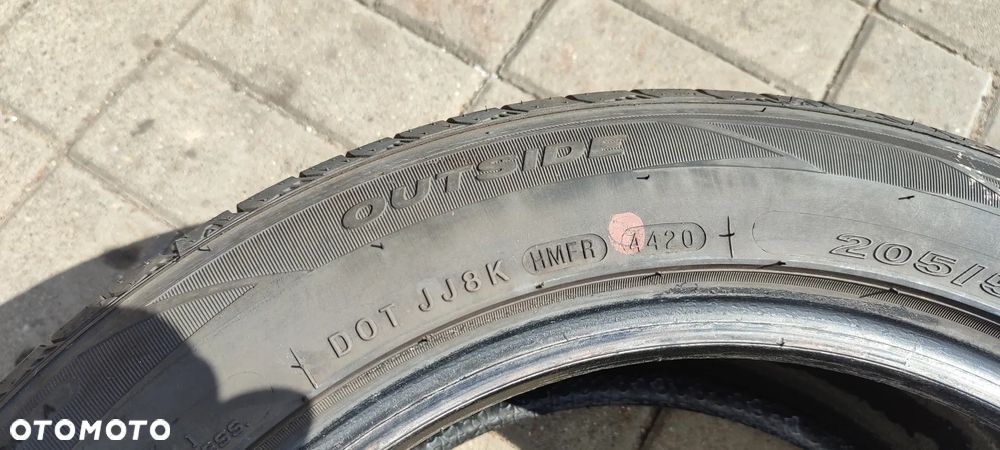 OUTSIDE
DOT JJ8K HMFR 4420
205/5
OTOMOTO